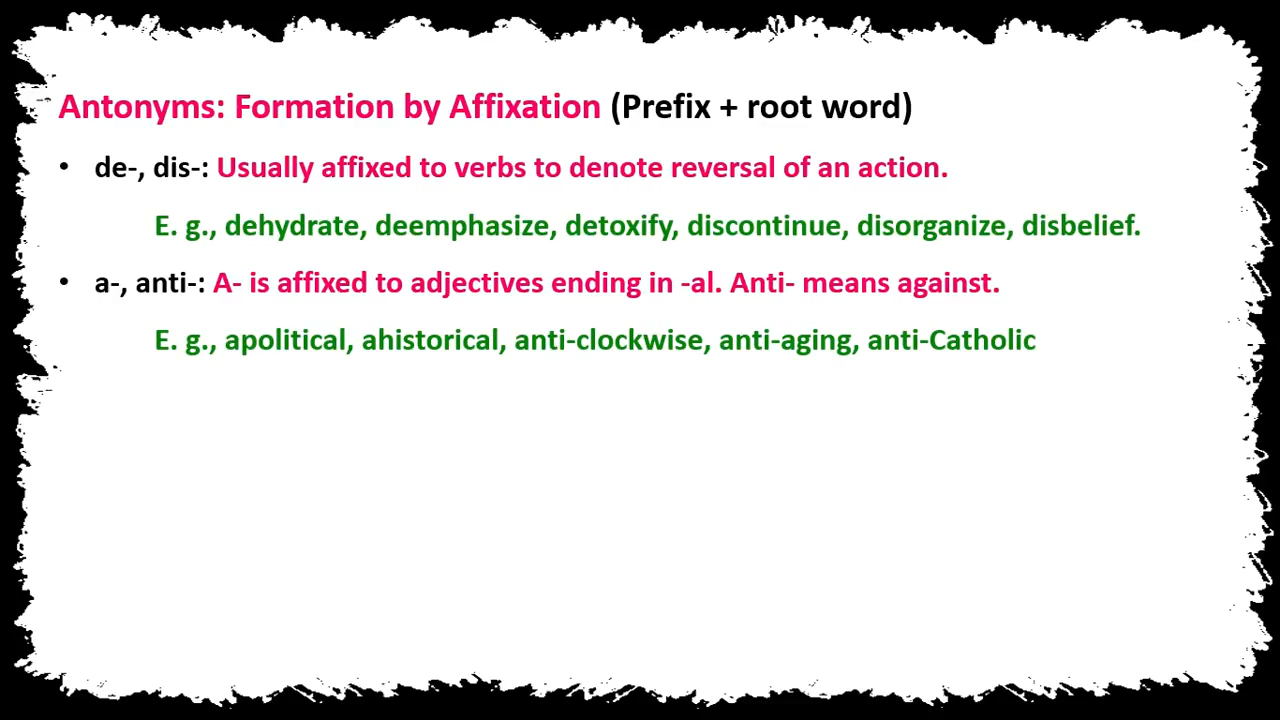 Antonyms: Formation by Affixation (Prefix + root word)
• de-, dis-: Usually affixed to verbs to denote reversal of an action.
E. g., dehydrate, deemphasize, detoxify, discontinue, disorganize, disbelief.
• a-, anti-: A- is affixed to adjectives ending in -al. Anti- means against.
E. g., apolitical, ahistorical, anti-clockwise, anti-aging, anti-Catholic